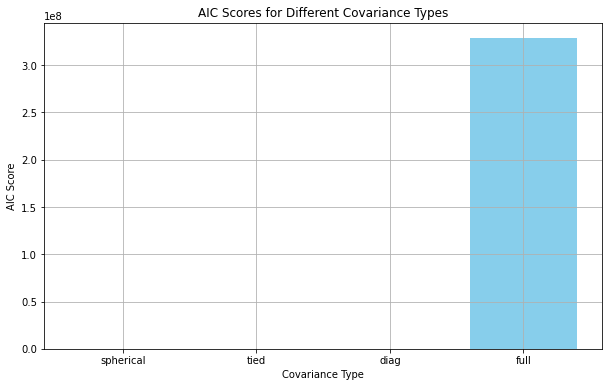 AIC Scores for Different Covariance Types
1e8
3.0
2.5
2.0
1.5
1.0
0.5
0.0
AIC Score
spherical tied diag full
Covariance Type